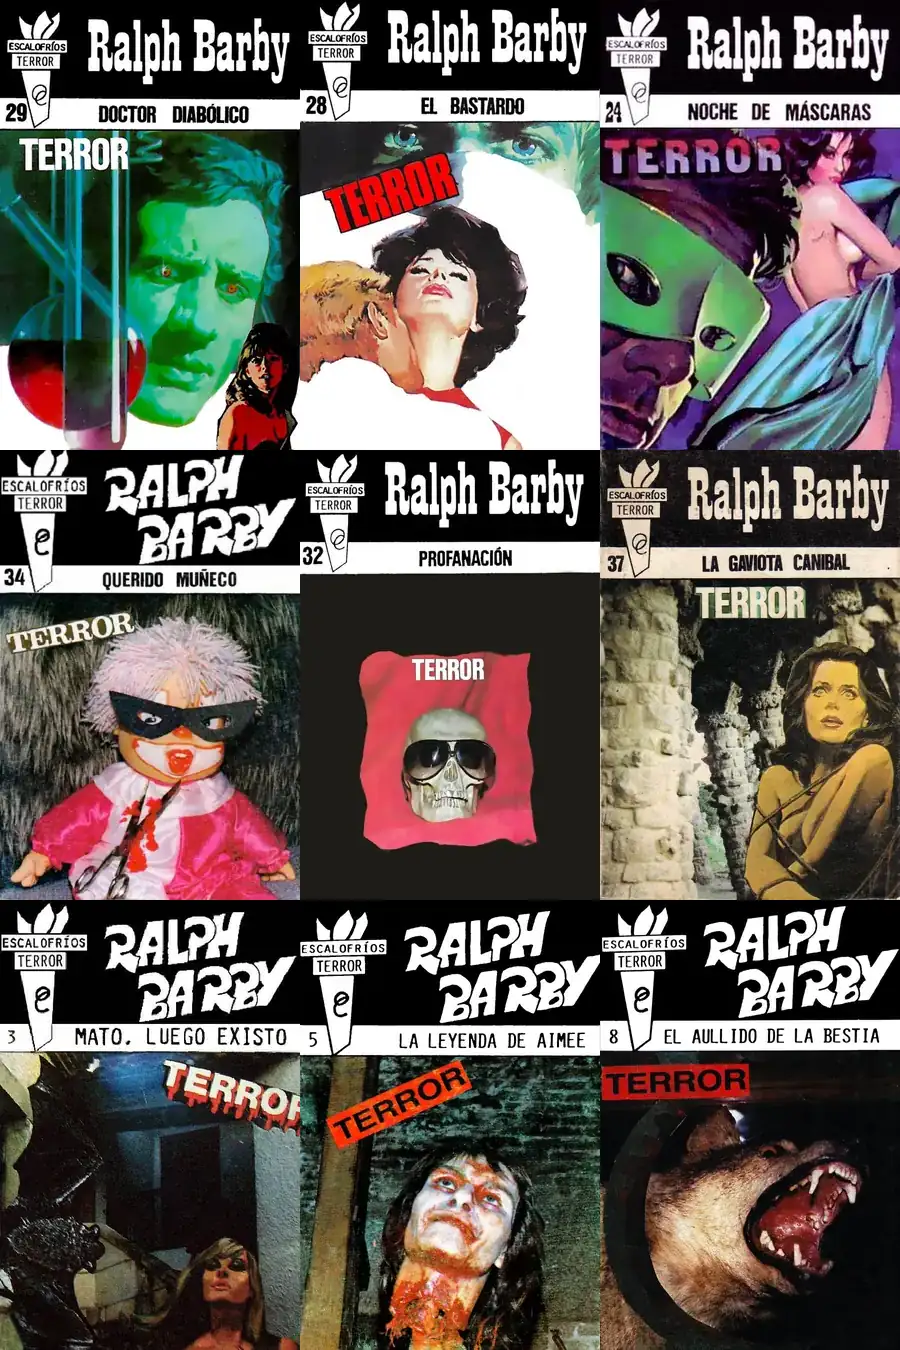 ESCALOFRÍOS
TERROR
e
Ralph Barby
29
DOCTOR DIABÓLICO
TERROR
ESCALOFRÍOS
TERROR
e
Ralph Barby
28
EL BASTARDO
TERROR
ESCALOFRÍOS
TERROR
e
Ralph Barby
24
NOCHE DE MÁSCARAS
TERROR
ESCALOFRÍOS
TERROR
e
RALPH
BARBY
34
QUERIDO MUÑECO
TERROR
ESCALOFRÍOS
TERROR
e
Ralph Barby
32
PROFANACIÓN
TERROR
ESCALOFRÍOS
TERROR
e
Ralph Barby
37
LA GAVIOTA CANIBAL
TERROR
ESCALOFRÍOS
TERROR
e
RALPH
BARBY
3
MATO, LUEGO EXISTO
TERROR
ESCALOFRÍOS
TERROR
e
RALPH
BARBY
5
LA LEYENDA DE AIMEE
TERROR
ESCALOFRÍOS
TERROR
e
RALPH
BARBY
8
EL AULLIDO DE LA BESTIA
TERROR